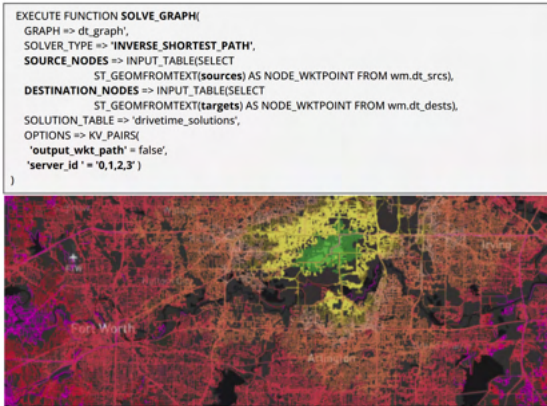 EXECUTE FUNCTION SOLVE_GRAPH(
GRAPH => dt_graph',
SOLVER_TYPE => 'INVERSE_SHORTEST_PATH',
SOURCE_NODES => INPUT_TABLE(SELECT
ST_GEOMFROMTEXT(sources) AS NODE_WKTPOINT FROM wm.dt_srcs),
DESTINATION_NODES => INPUT_TABLE(SELECT
ST_GEOMFROMTEXT(targets) AS NODE_WKTPOINT FROM wm.dt_dests),
SOLUTION_TABLE => 'drivetime_solutions',
OPTIONS => KV_PAIRS(
'output_wkt_path' = false',
'server_id ' = '0,1,2,3' )
)
Irving
FTW
Fort Worth
Arlington